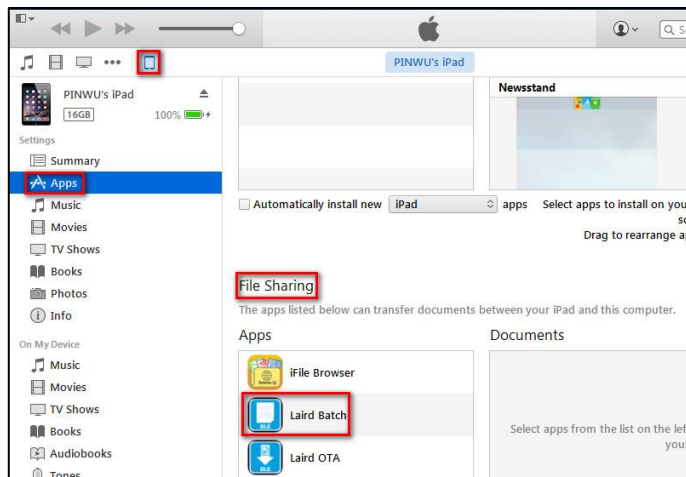 PINWU's iPad
PINWU's iPad
16GB
100%
Settings
Summary
Apps
Music
Movies
TV Shows
Books
Photos
Info
On My Device
Music
Movies
TV Shows
Books
Audiobooks
Tones
Newsstand
Automatically install new iPad apps
Select apps to install on you
Drag to rearrange
File Sharing
The apps listed below can transfer documents between your iPad and this computer.
Apps
Documents
iFile Browser
Laird Batch
Laird OTA
Select apps from the list on the lef
your